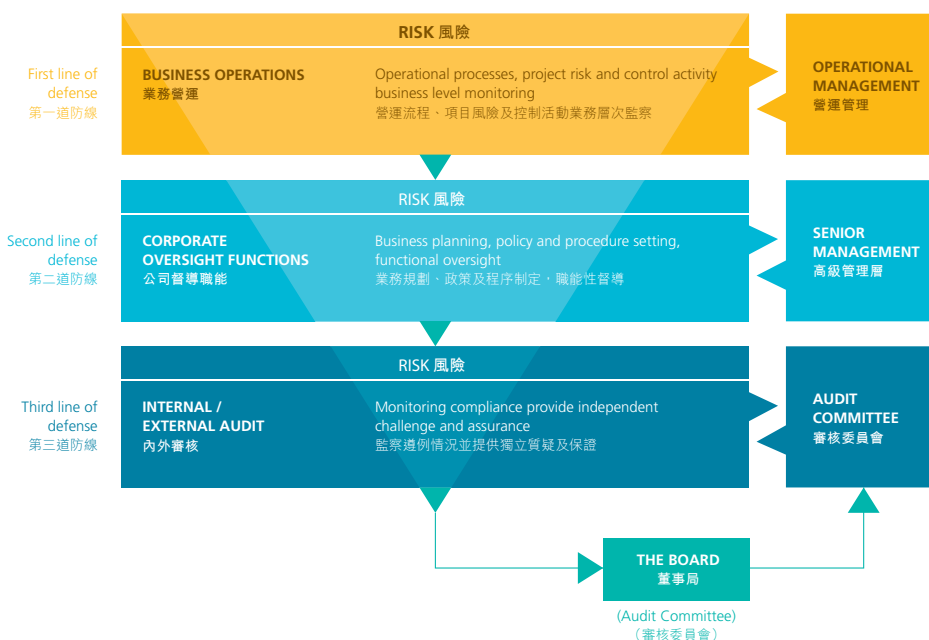 RISK 風險
First line of
defense
第一道防線
BUSINESS OPERATIONS
業務營運
Operational processes, project risk and control activity
business level monitoring
營運流程、項目風險及控制活動業務層次監察
OPERATIONAL
MANAGEMENT
營運管理
RISK 風險
Second line of
defense
第二道防線
CORPORATE
OVERSIGHT FUNCTIONS
公司督導職能
Business planning, policy and procedure setting,
functional oversight
業務規劃、政策及程序制定，職能性督導
SENIOR
MANAGEMENT
高級管理層
RISK 風險
Third line of
defense
第三道防線
INTERNAL /
EXTERNAL AUDIT
內外審核
Monitoring compliance provide independent
challenge and assurance
監察遵例情況並提供獨立質疑及保證
AUDIT
COMMITTEE
審核委員會
THE BOARD
董事局
(Audit Committee)
（審核委員會）